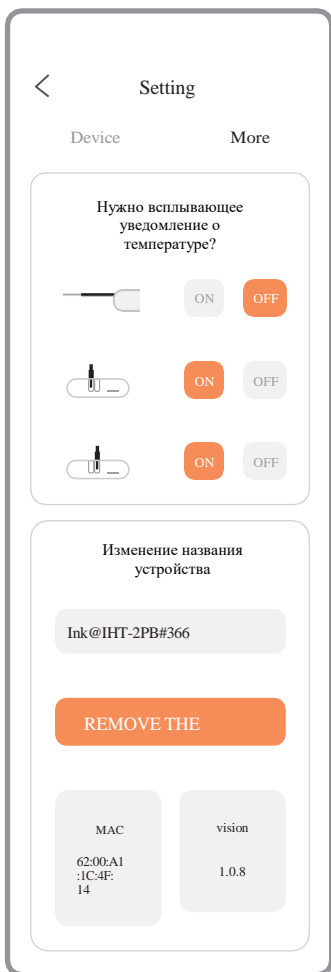 Setting
Device More
Нужно всплывающее
уведомление о
температуре?
ON OFF
ON OFF
ON OFF
Изменение названия
устройства
Ink@IHT-2PB#366
REMOVE THE
MAC
62:00:A1
:1C:4F:
14
vision
1.0.8